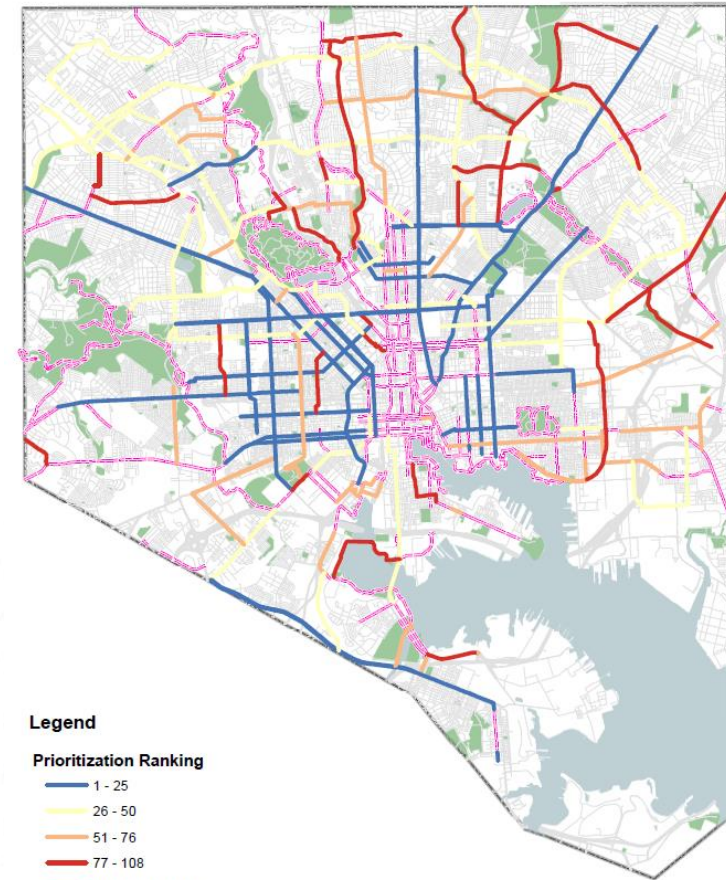 Legend
Prioritization Ranking
1 - 25
26 - 50
51 - 76
77 - 108